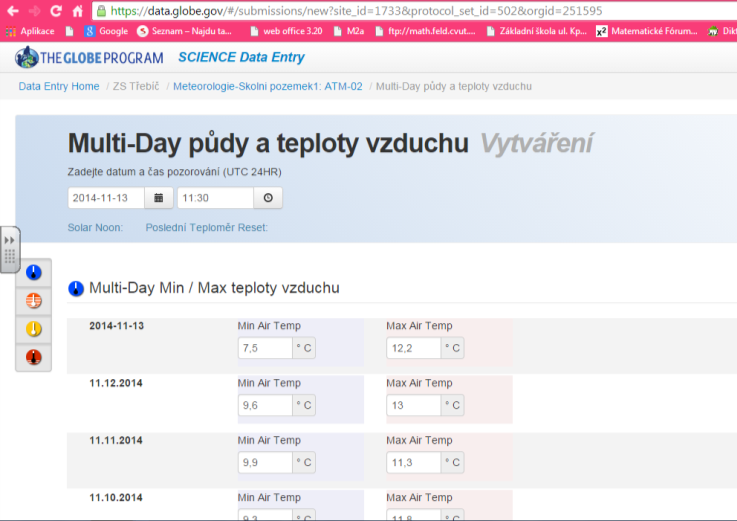 https://data.globe.gov/#/submissions/new?site_id=1733&protocol_set_id=502&orgid=251595
Aplikace Google Seznam – Najdu ta... web office 3.20 M2a ftp://math.feld.cvut.... Základní škola ul. Kp... Matematické Fórum...
THE GLOBE PROGRAM SCIENCE Data Entry
Data Entry Home / ZS Třebíč / Meteorologie-Skolni pozemek1: ATM-02 / Multi-Day půdy a teploty vzduchu
Multi-Day půdy a teploty vzduchu Vytváření
Zadejte datum a čas pozorování (UTC 24HR)
2014-11-13 11:30
Solar Noon: Poslední Teploměr Reset:
Multi-Day Min / Max teploty vzduchu
2014-11-13 Min Air Temp Max Air Temp
7,5 ° C 12,2 ° C
11.12.2014 Min Air Temp Max Air Temp
9,6 ° C 13 ° C
11.11.2014 Min Air Temp Max Air Temp
9,9 ° C 11,3 ° C
11.10.2014 Min Air Temp Max Air Temp
9,3 ° C 11,8 ° C